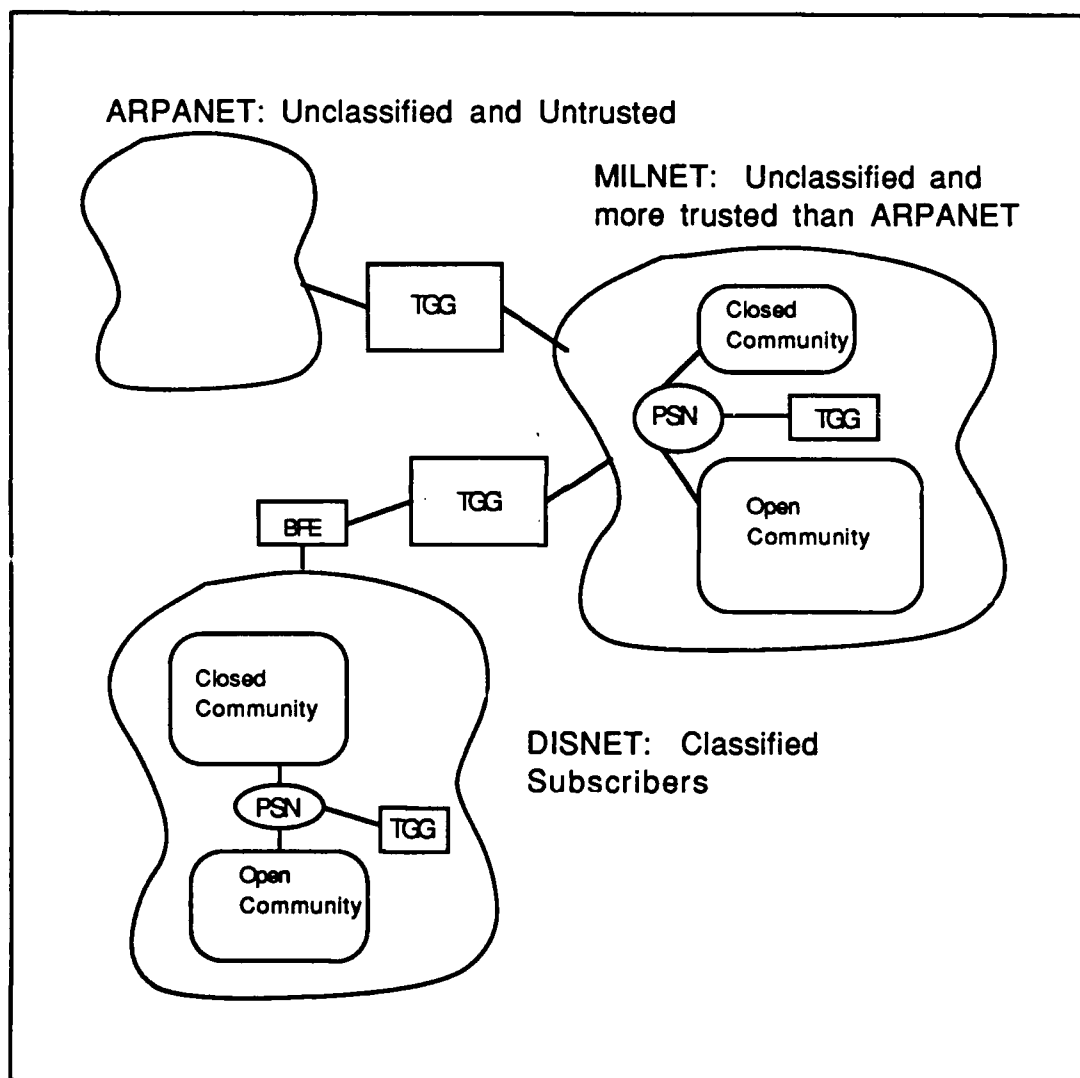 ARPANET: Unclassified and Untrusted
MILNET: Unclassified and
more trusted than ARPANET
TGG
Closed
Community
PSN
TGG
Open
Community
TGG
BFE
Closed
Community
DISNET: Classified
Subscribers
PSN
TGG
Open
Community